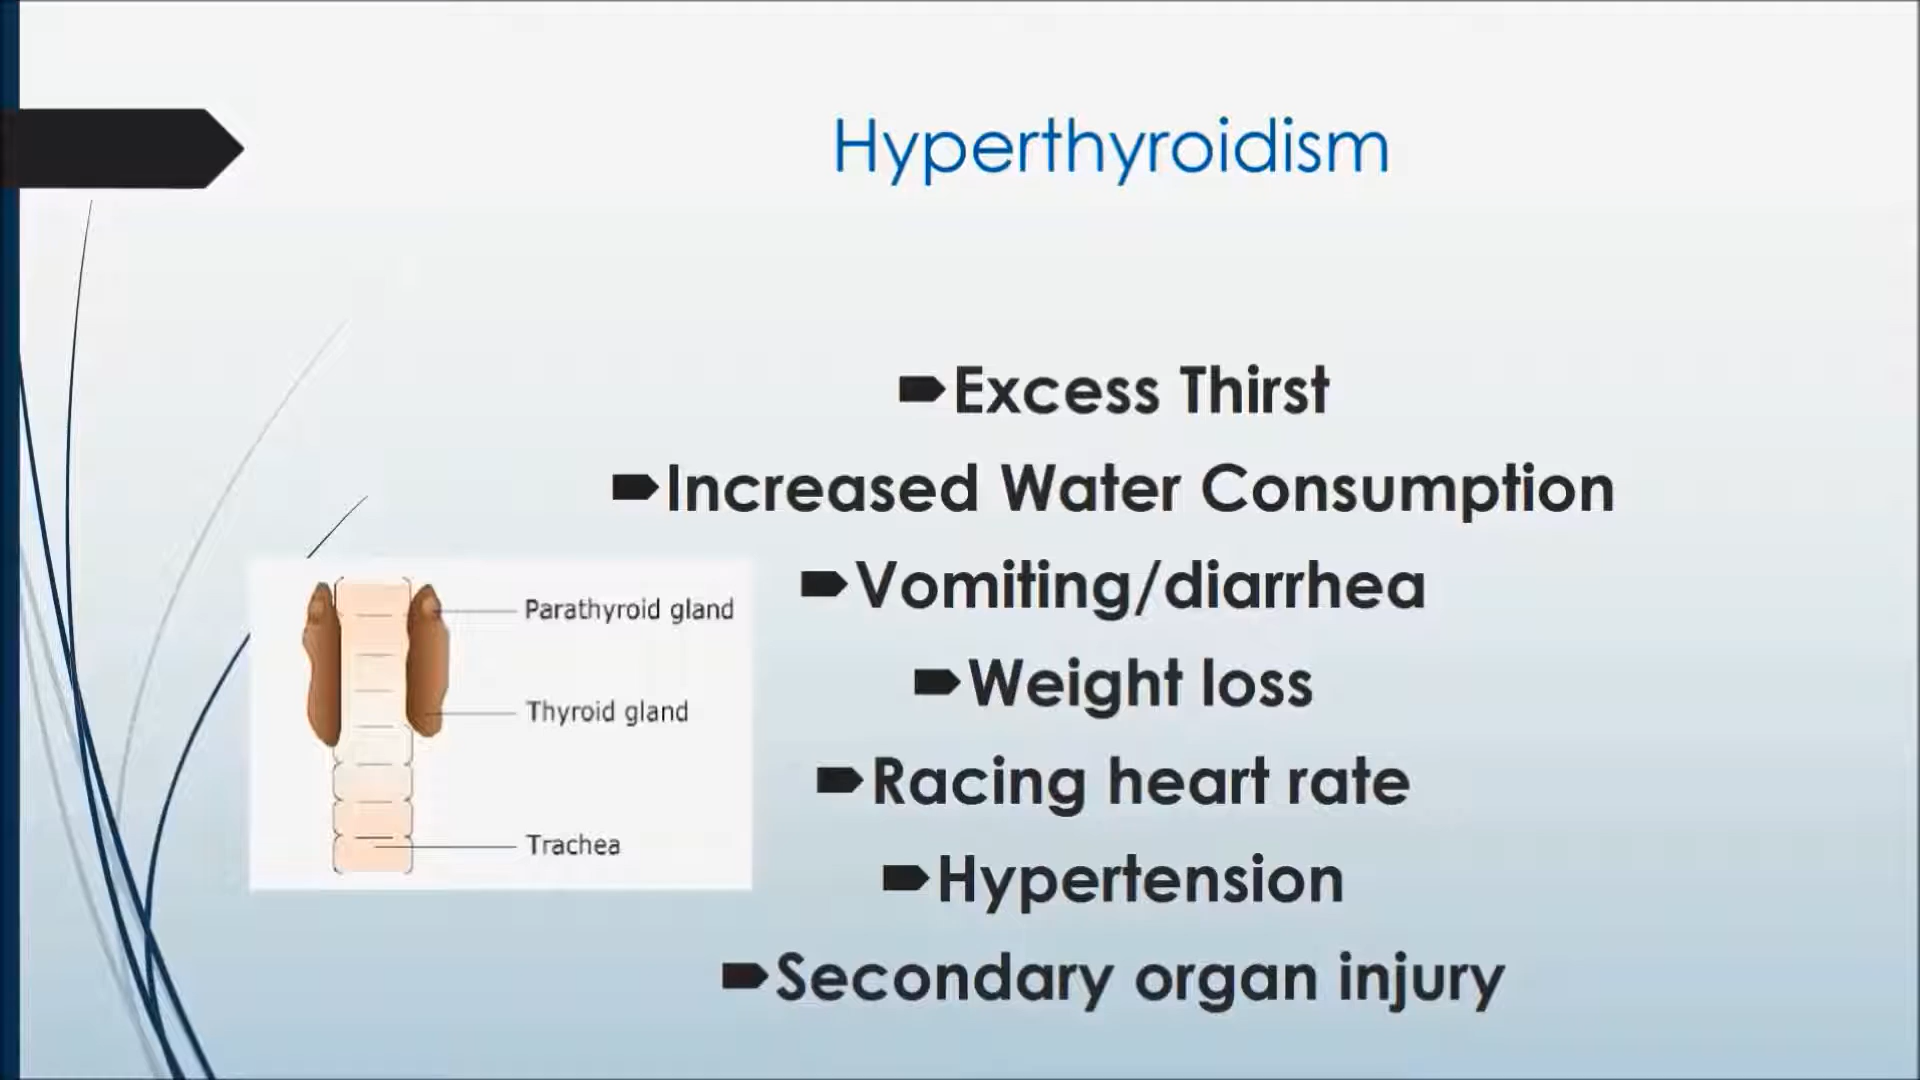 Hyperthyroidism
Excess Thirst
Increased Water Consumption
Vomiting/diarrhea
Weight loss
Racing heart rate
Hypertension
Secondary organ injury
Parathyroid gland
Thyroid gland
Trachea